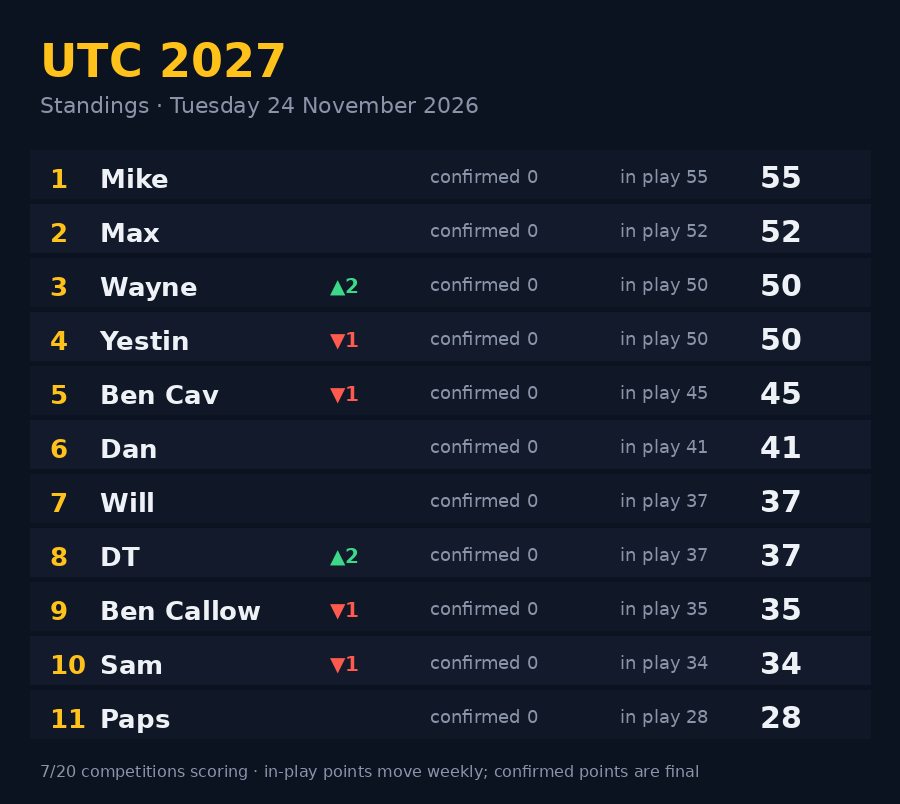 UTC 2027
Standings · Tuesday 24 November 2026
1 Mike confirmed 0 in play 55 55
2 Max confirmed 0 in play 52 52
3 Wayne ▲2 confirmed 0 in play 50 50
4 Yestin ▼1 confirmed 0 in play 50 50
5 Ben Cav ▼1 confirmed 0 in play 45 45
6 Dan confirmed 0 in play 41 41
7 Will confirmed 0 in play 37 37
8 DT ▲2 confirmed 0 in play 37 37
9 Ben Callow ▼1 confirmed 0 in play 35 35
10 Sam ▼1 confirmed 0 in play 34 34
11 Paps confirmed 0 in play 28 28
7/20 competitions scoring · in-play points move weekly; confirmed points are final